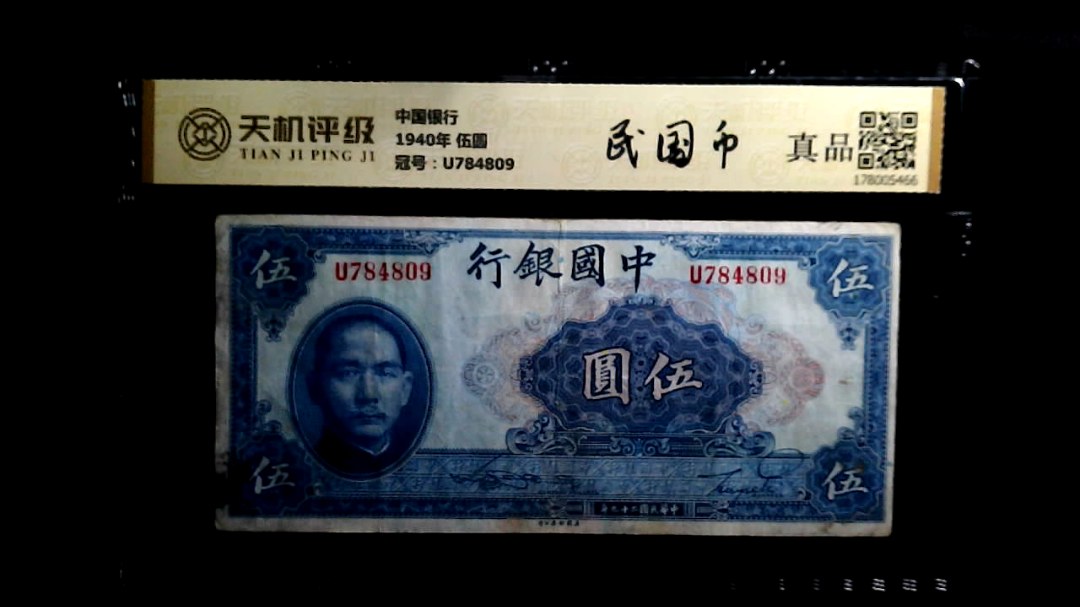 天机评级
TIAN JI PING JI
中国银行
1940年 伍圆
冠号：U784809
民国币
真品
178005466
伍
U784809
行銀國中
U784809
伍
圓伍
伍
伍